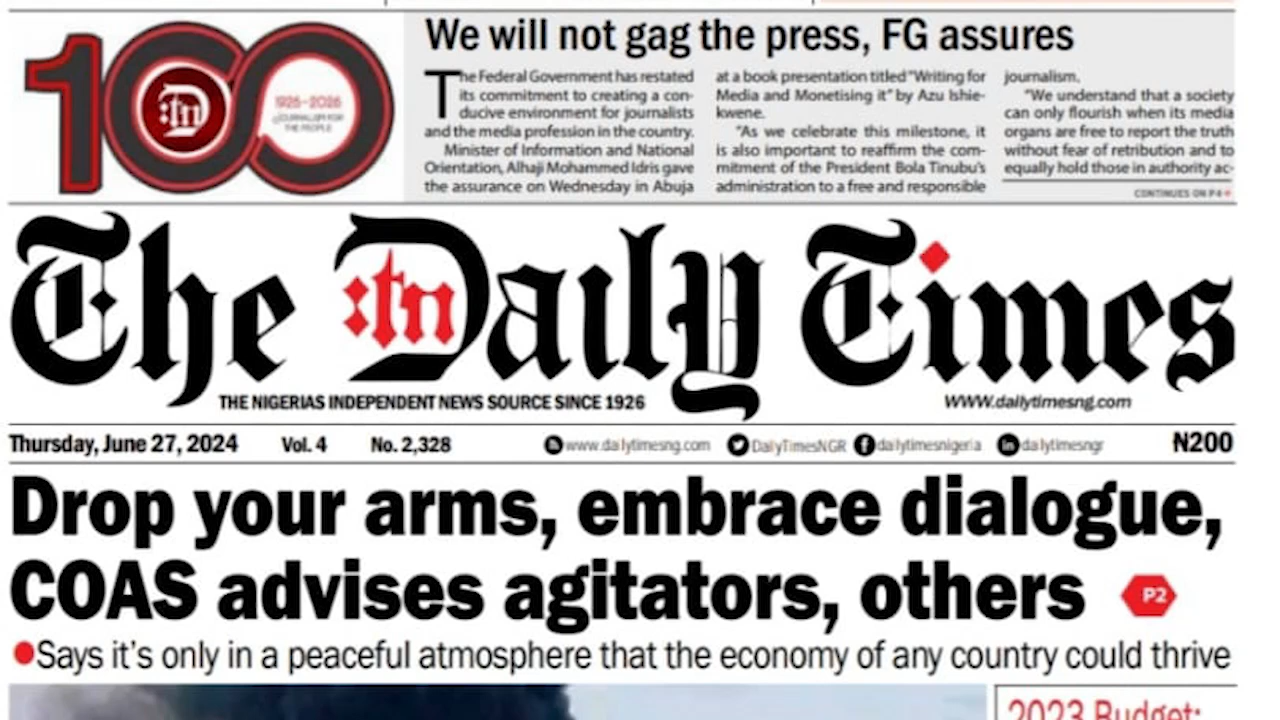 100
:tn D
1926-2026
JOURNALISM FOR
THE PEOPLE
We will not gag the press, FG assures
The Federal Government has restated
its commitment to creating a con-
ducive environment for journalists
and the media profession in the country.
Minister of Information and National
Orientation, Alhaji Mohammed Idris gave
the assurance on Wednesday in Abuja
at a book presentation titled "Writing for
Media and Monetising it" by Azu Ishie-
kwene.
"As we celebrate this milestone, it
is also important to reaffirm the com-
mitment of the President Bola Tinubu's
administration to a free and responsible
journalism.
"We understand that a society
can only flourish when its media
organs are free to report the truth
without fear of retribution and to
equally hold those in authority ac-
CONTINUES ON P4
The Daily Times
:tn
THE NIGERIAS INDEPENDENT NEWS SOURCE SINCE 1926
WWW.dailytimesng.com
Thursday, June 27, 2024 Vol. 4 No. 2,328 www.dailytimesng.com DailyTimesNGR dailytimesnigeria dailytimesngr ₦200
Drop your arms, embrace dialogue,
COAS advises agitators, others P2
Says it's only in a peaceful atmosphere that the economy of any country could thrive
2023 Budget: